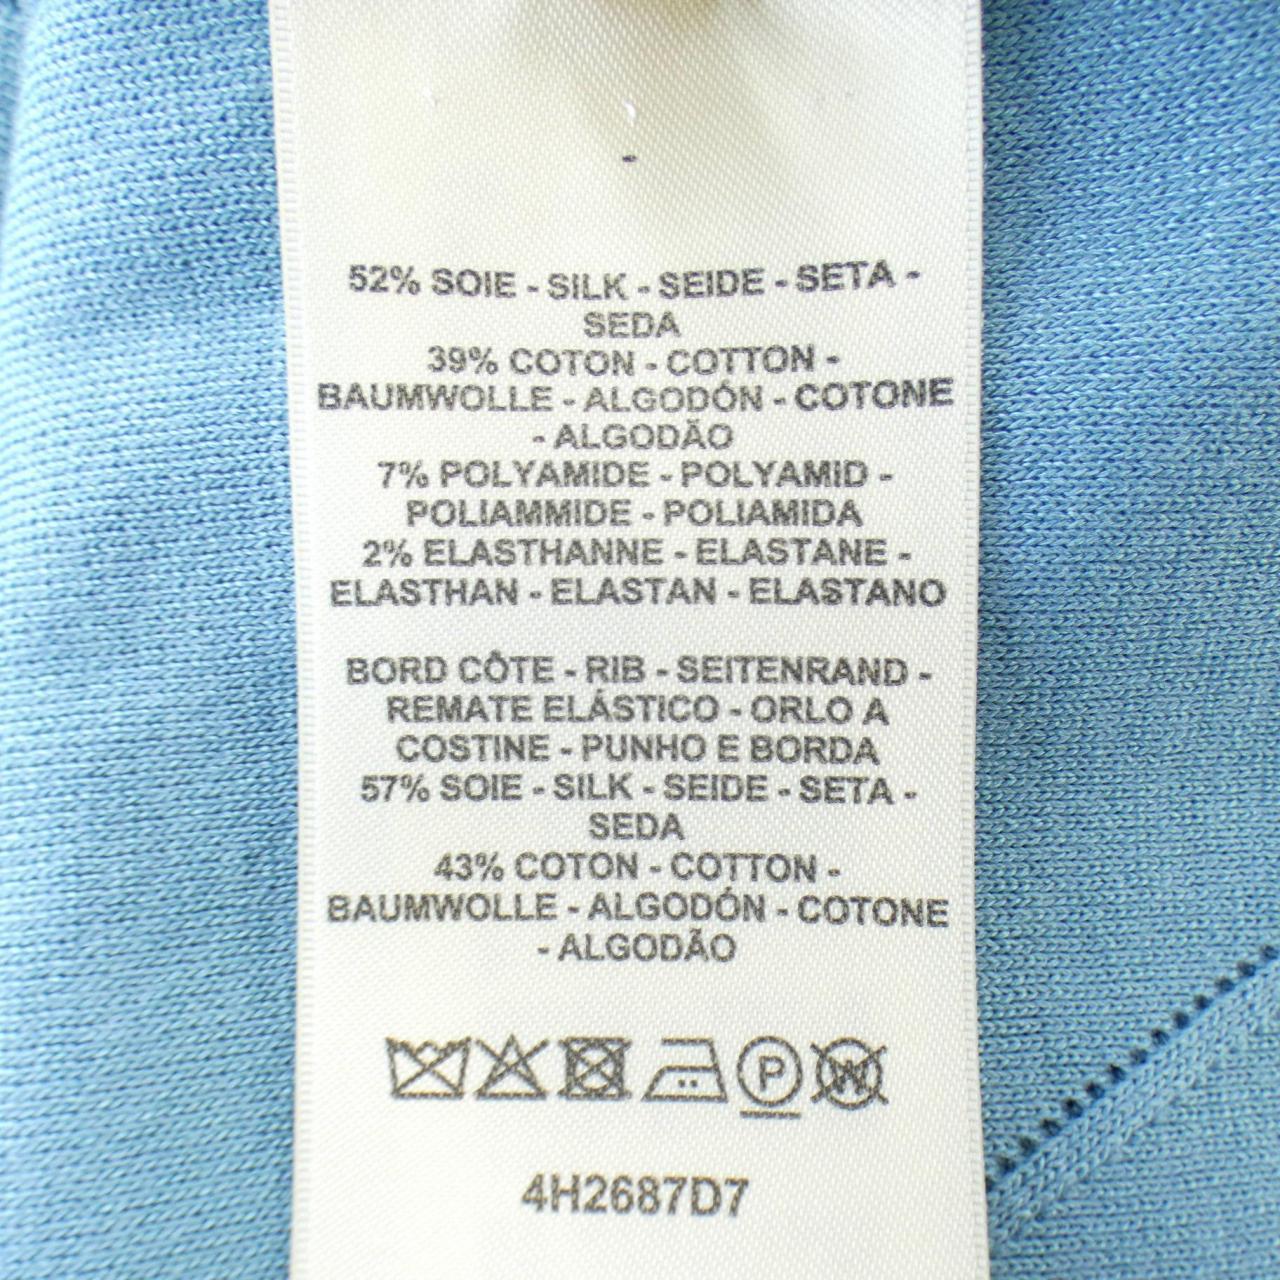 52% SOIE - SILK - SEIDE - SETA -
SEDA
39% COTON - COTTON -
BAUMWOLLE - ALGODÓN - COTONE
- ALGODÃO
7% POLYAMIDE - POLYAMID -
POLIAMMIDE - POLIAMIDA
2% ELASTHANNE - ELASTANE -
ELASTHAN - ELASTAN - ELASTANO
BORD CÔTE - RIB - SEITENRAND -
REMATE ELÁSTICO - ORLO A
COSTINE - PUNHO E BORDA
57% SOIE - SILK - SEIDE - SETA -
SEDA
43% COTON - COTTON -
BAUMWOLLE - ALGODÓN - COTONE
- ALGODÃO
P W
4H2687D7